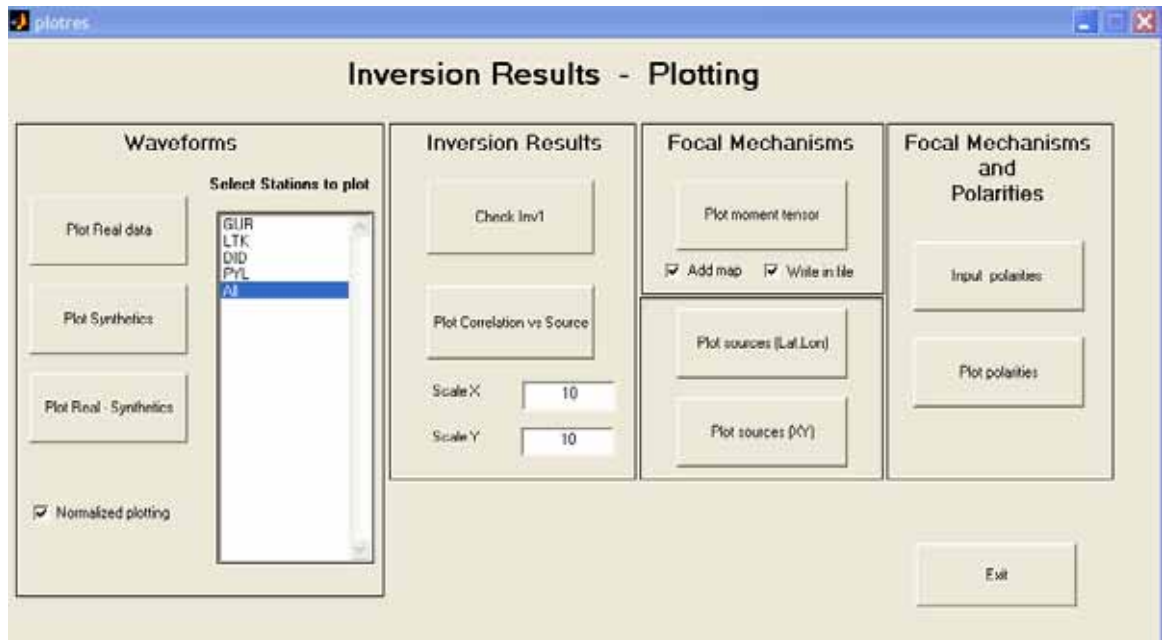 plotres
Inversion Results - Plotting
Waveforms
Select Stations to plot
Plot Real data
Plot Synthetics
Plot Real - Synthetics
Normalized plotting
GUR
LTK
DID
PYL
All
Inversion Results
Check Inv1
Plot Correlation vs Source
Scale X
10
Scale Y
10
Focal Mechanisms
Plot moment tensor
Add map
Write in file
Plot sources (Lat.Lon)
Plot sources (XY)
Focal Mechanisms
and
Polarities
Input polarities
Plot polarities
Exit